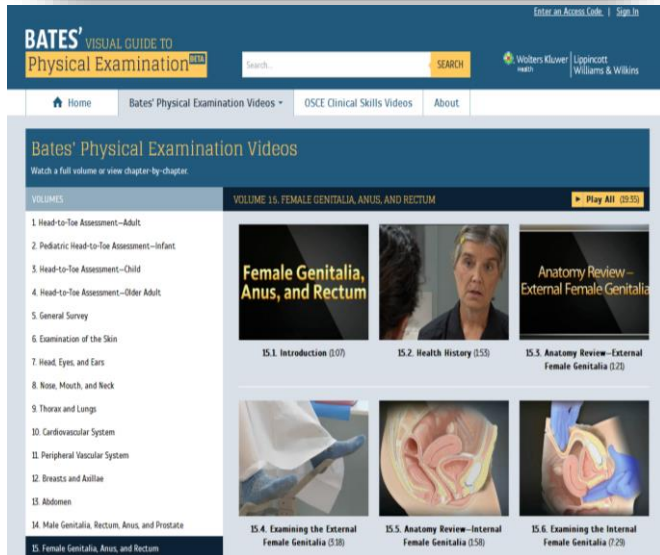 Enter an Access Code | Sign In
BATES' VISUAL GUIDE TO
Physical Examination BETA
Search...
SEARCH
Wolters Kluwer
Health
Lippincott
Williams & Wilkins
Home
Bates' Physical Examination Videos
OSCE Clinical Skills Videos
About
Bates' Physical Examination Videos
Watch a full volume or view chapter-by-chapter.
VOLUMES
1. Head-to-Toe Assessment—Adult
2. Pediatric Head-to-Toe Assessment—Infant
3. Head-to-Toe Assessment—Child
4. Head-to-Toe Assessment—Older Adult
5. General Survey
6. Examination of the Skin
7. Head, Eyes, and Ears
8. Nose, Mouth, and Neck
9. Thorax and Lungs
10. Cardiovascular System
11. Peripheral Vascular System
12. Breasts and Axillae
13. Abdomen
14. Male Genitalia, Rectum, Anus, and Prostate
15. Female Genitalia, Anus, and Rectum
VOLUME 15. FEMALE GENITALIA, ANUS, AND RECTUM
Play All (19:55)
Female Genitalia,
Anus, and Rectum
15.1. Introduction (1:07)
15.2. Health History (1:53)
Anatomy Review–
External Female Genitalia
15.3. Anatomy Review—External
Female Genitalia (1:21)
15.4. Examining the External
Female Genitalia (3:18)
15.5. Anatomy Review—Internal
Female Genitalia (1:58)
15.6. Examining the Internal
Female Genitalia (7:29)